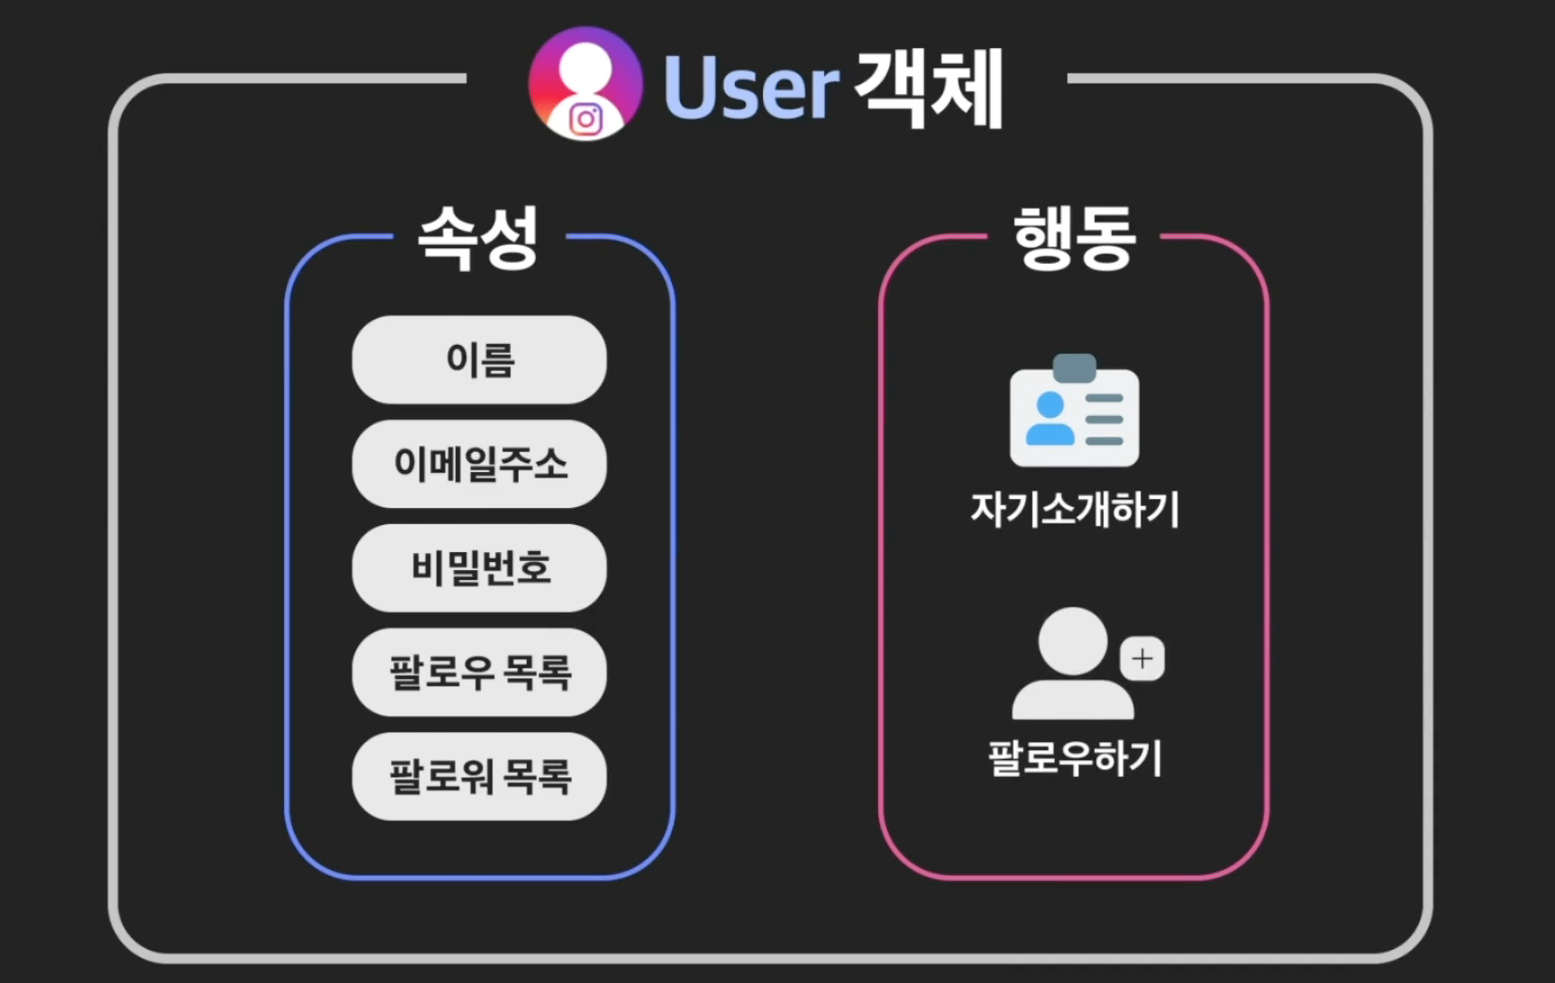 User 객체
속성
이름
이메일주소
비밀번호
팔로우 목록
팔로워 목록
행동
자기소개하기
팔로우하기